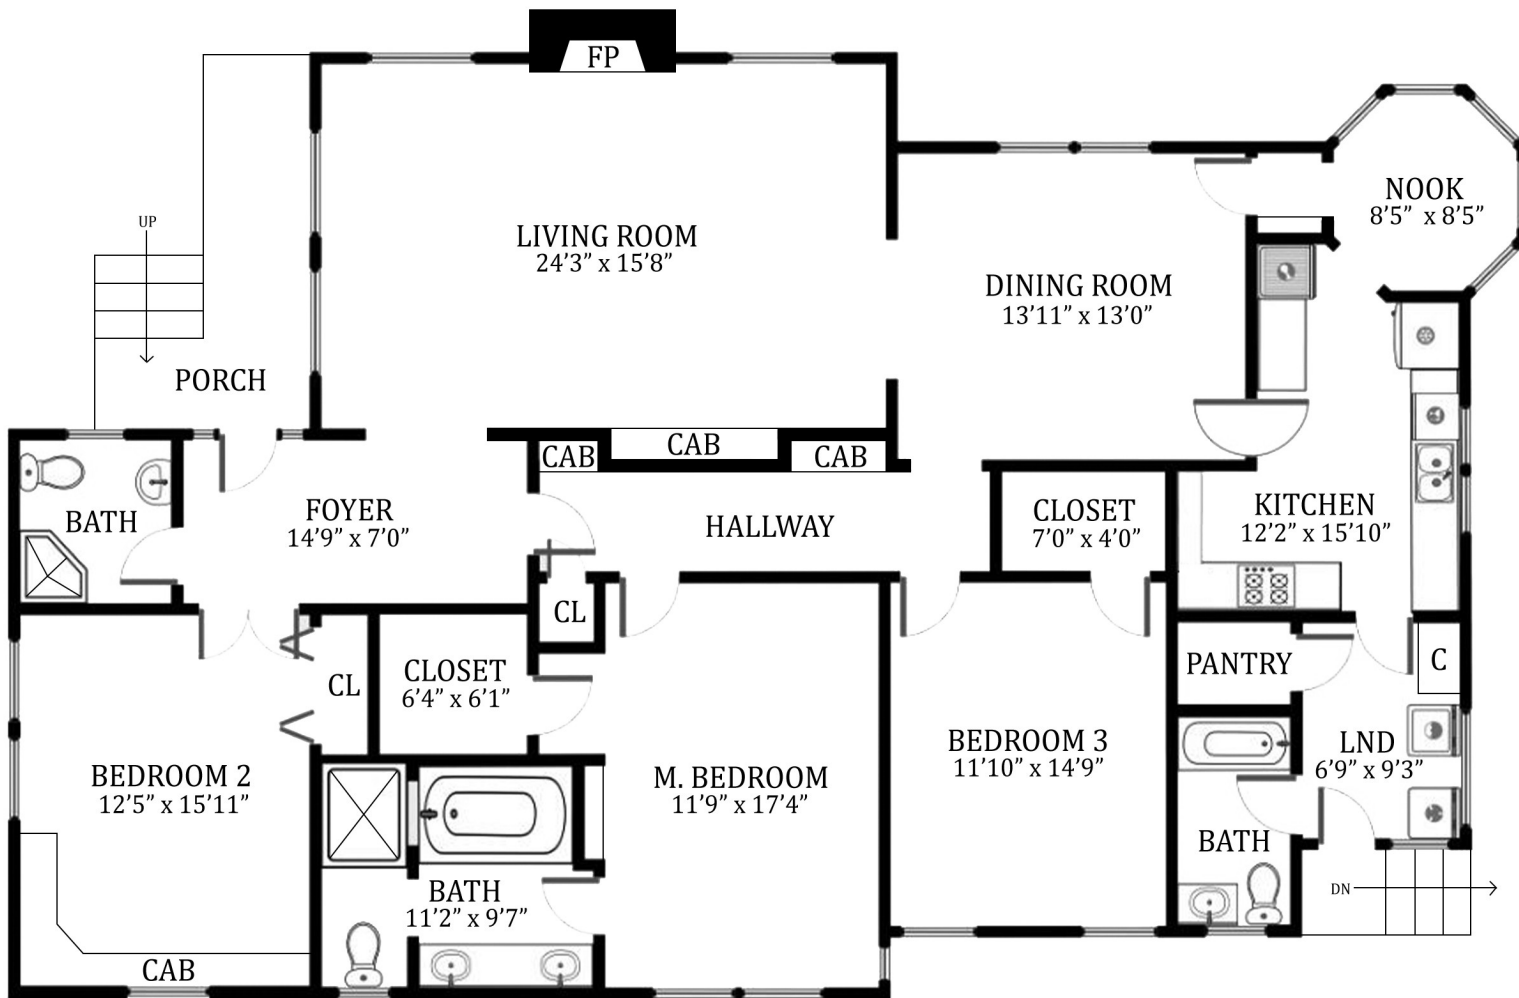 FP
UP
NOOK
8’5” x 8’5”
LIVING ROOM
24’3” x 15’8”
DINING ROOM
13’11” x 13’0”
PORCH
CAB
CAB
CAB
BATH
FOYER
14’9” x 7’0”
HALLWAY
CLOSET
7’0” x 4’0”
KITCHEN
12’2” x 15’10”
CL
CL
CLOSET
6’4” x 6’1”
PANTRY
C
BEDROOM 2
12’5” x 15’11”
M. BEDROOM
11’9” x 17’4”
BEDROOM 3
11’10” x 14’9”
LND
6’9” x 9’3”
BATH
BATH
11’2” x 9’7”
DN
CAB